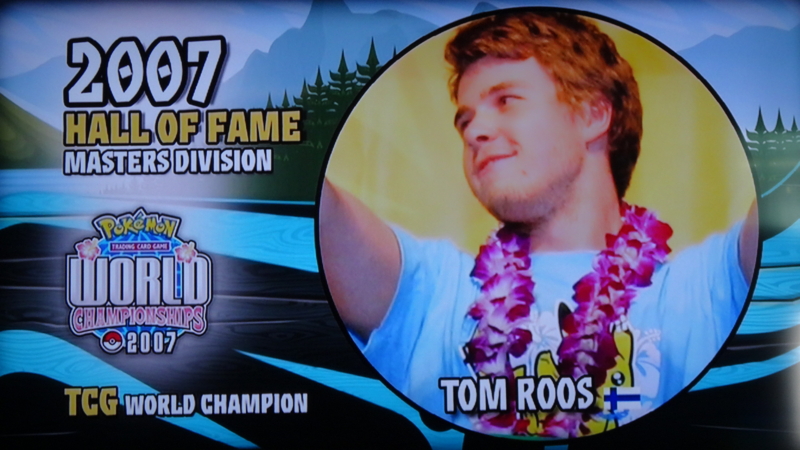 2007
HALL OF FAME
MASTERS DIVISION
POKéMON
TRADING CARD GAME
WORLD
CHAMPIONSHIPS
2007
TCG WORLD CHAMPION
TOM ROOS